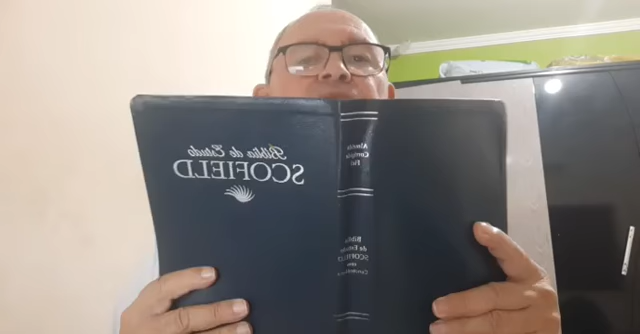 Bíblia de Estudo
SCOFIELD
Almeida
Corrigida
Fiel
Bíblia
de Estudo
SCOFIELD